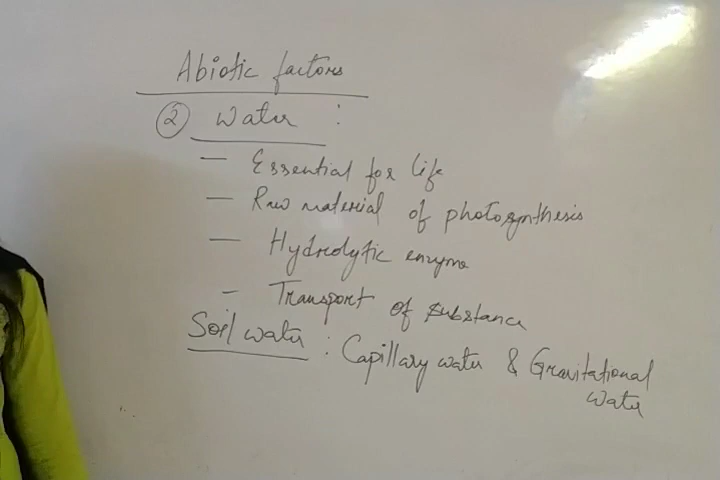 Abiotic factors
② Water :
— Essential for life
— Raw material of photosynthesis
— Hydrolytic enzyme
– Transport of substance
Soil water : Capillary water & Gravitational
water